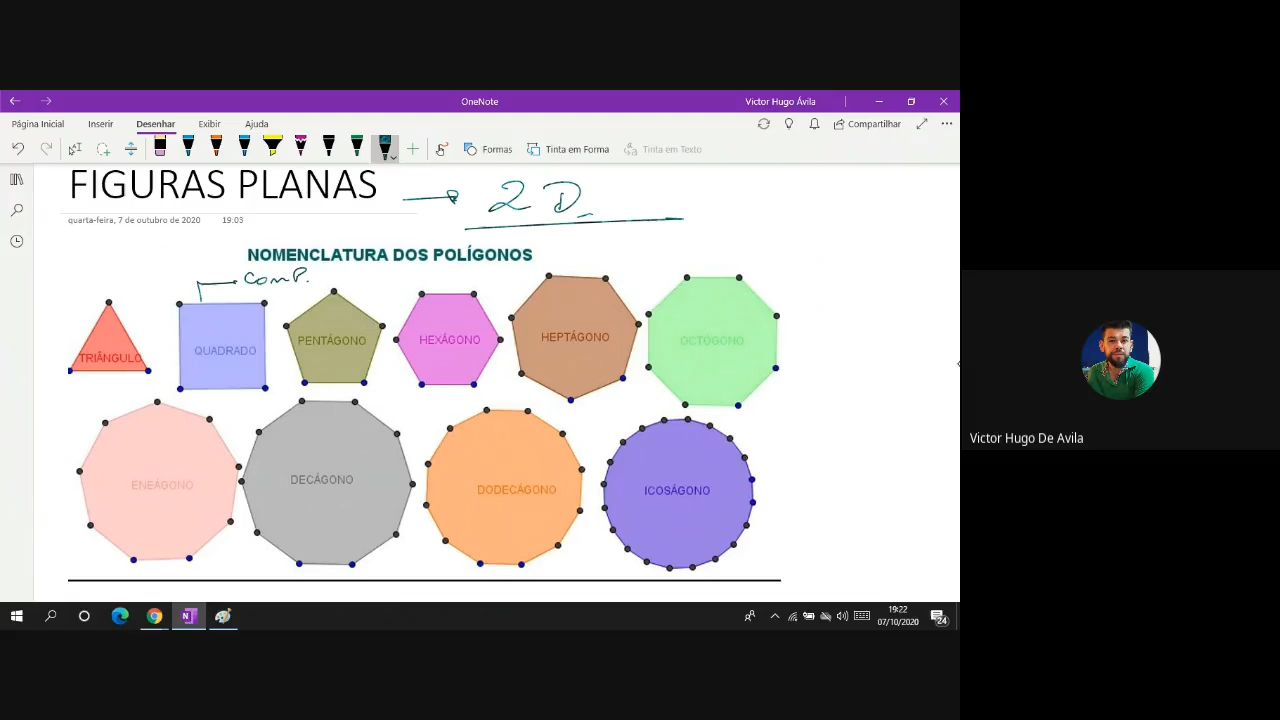 OneNote
Victor Hugo Ávila
Página Inicial Inserir Desenhar Exibir Ajuda
Compartilhar
Formas Tinta em Forma Tinta em Texto
FIGURAS PLANAS 2 D
quarta-feira, 7 de outubro de 2020 19:03
NOMENCLATURA DOS POLÍGONOS
comP.
TRIÂNGULO QUADRADO PENTÁGONO HEXÁGONO HEPTÁGONO OCTÓGONO
ENEÁGONO DECÁGONO DODECÁGONO ICOSÁGONO
Victor Hugo De Avila
19:22
07/10/2020
24